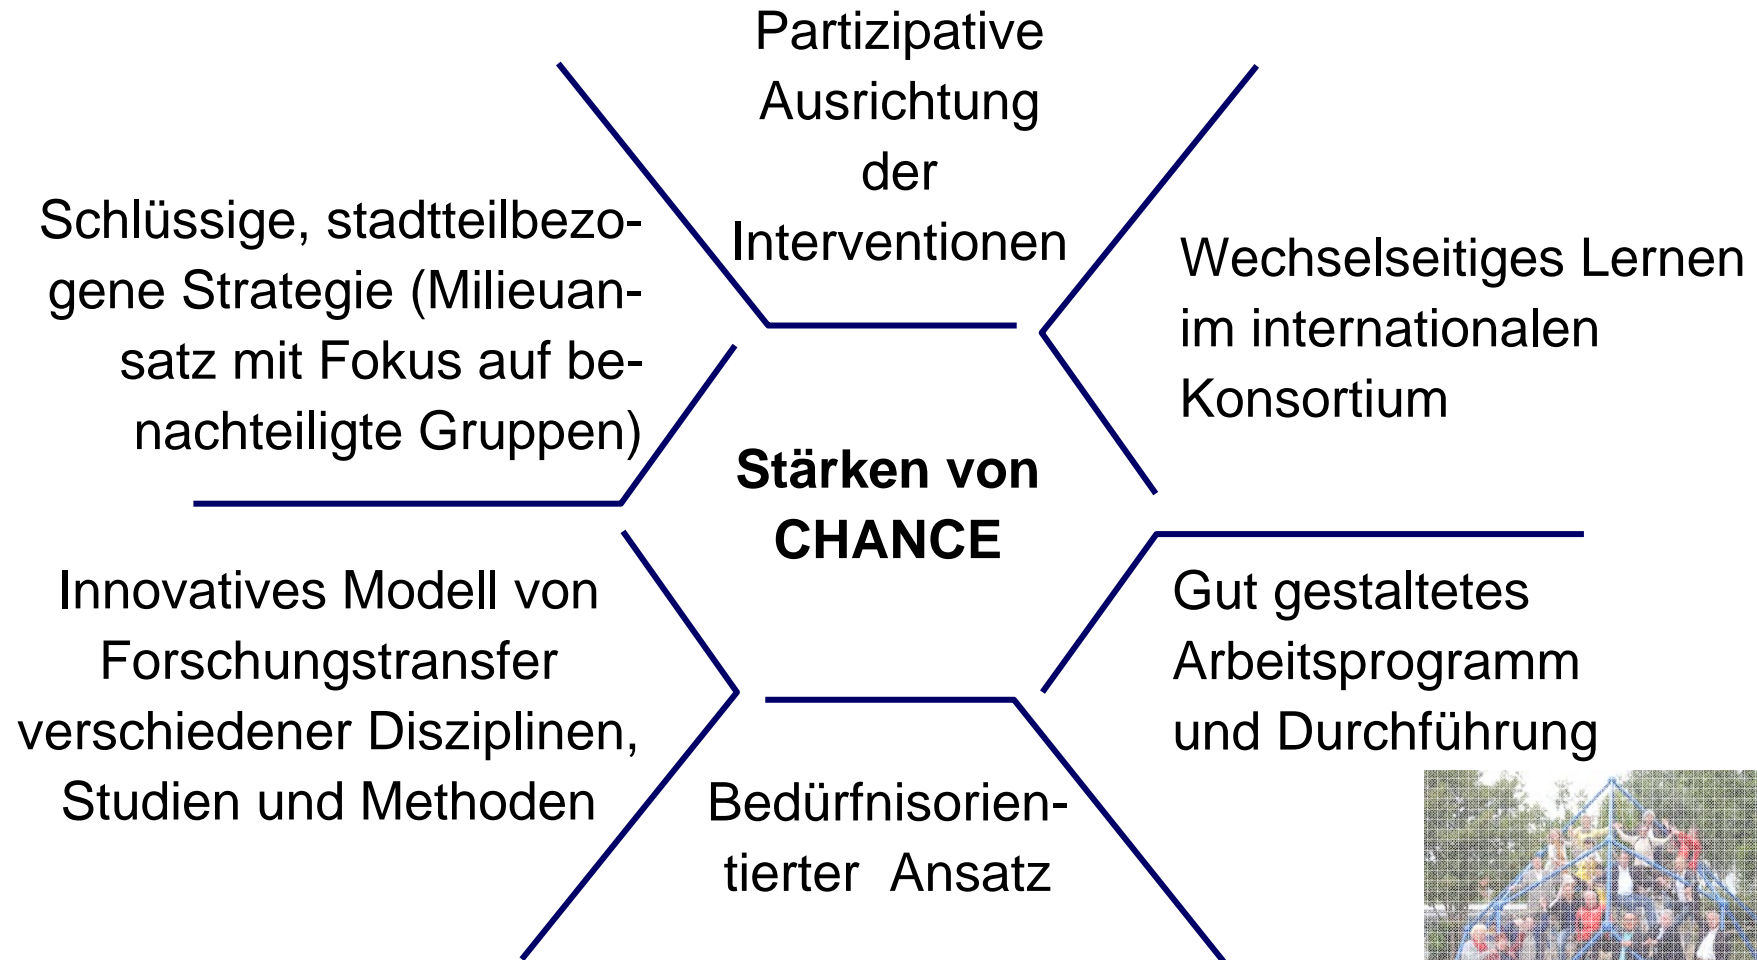 Partizipative
Ausrichtung
der
Interventionen
Schlüssige, stadtteilbezo-
gene Strategie (Milieuan-
satz mit Fokus auf be-
nachteiligte Gruppen)
Wechselseitiges Lernen
im internationalen
Konsortium
Stärken von
CHANCE
Innovatives Modell von
Forschungstransfer
verschiedener Disziplinen,
Studien und Methoden
Gut gestaltetes
Arbeitsprogramm
und Durchführung
Bedürfnisorien-
tierter Ansatz